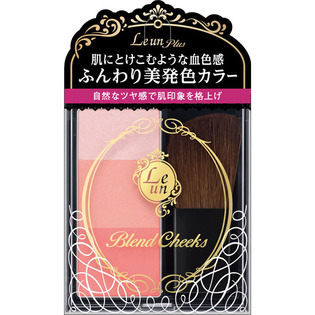 Le un Plus
肌にとけこむような血色感
ふんわり美発色カラー
自然なツヤ感で肌印象を格上げ
Le
un
Blend Cheeks